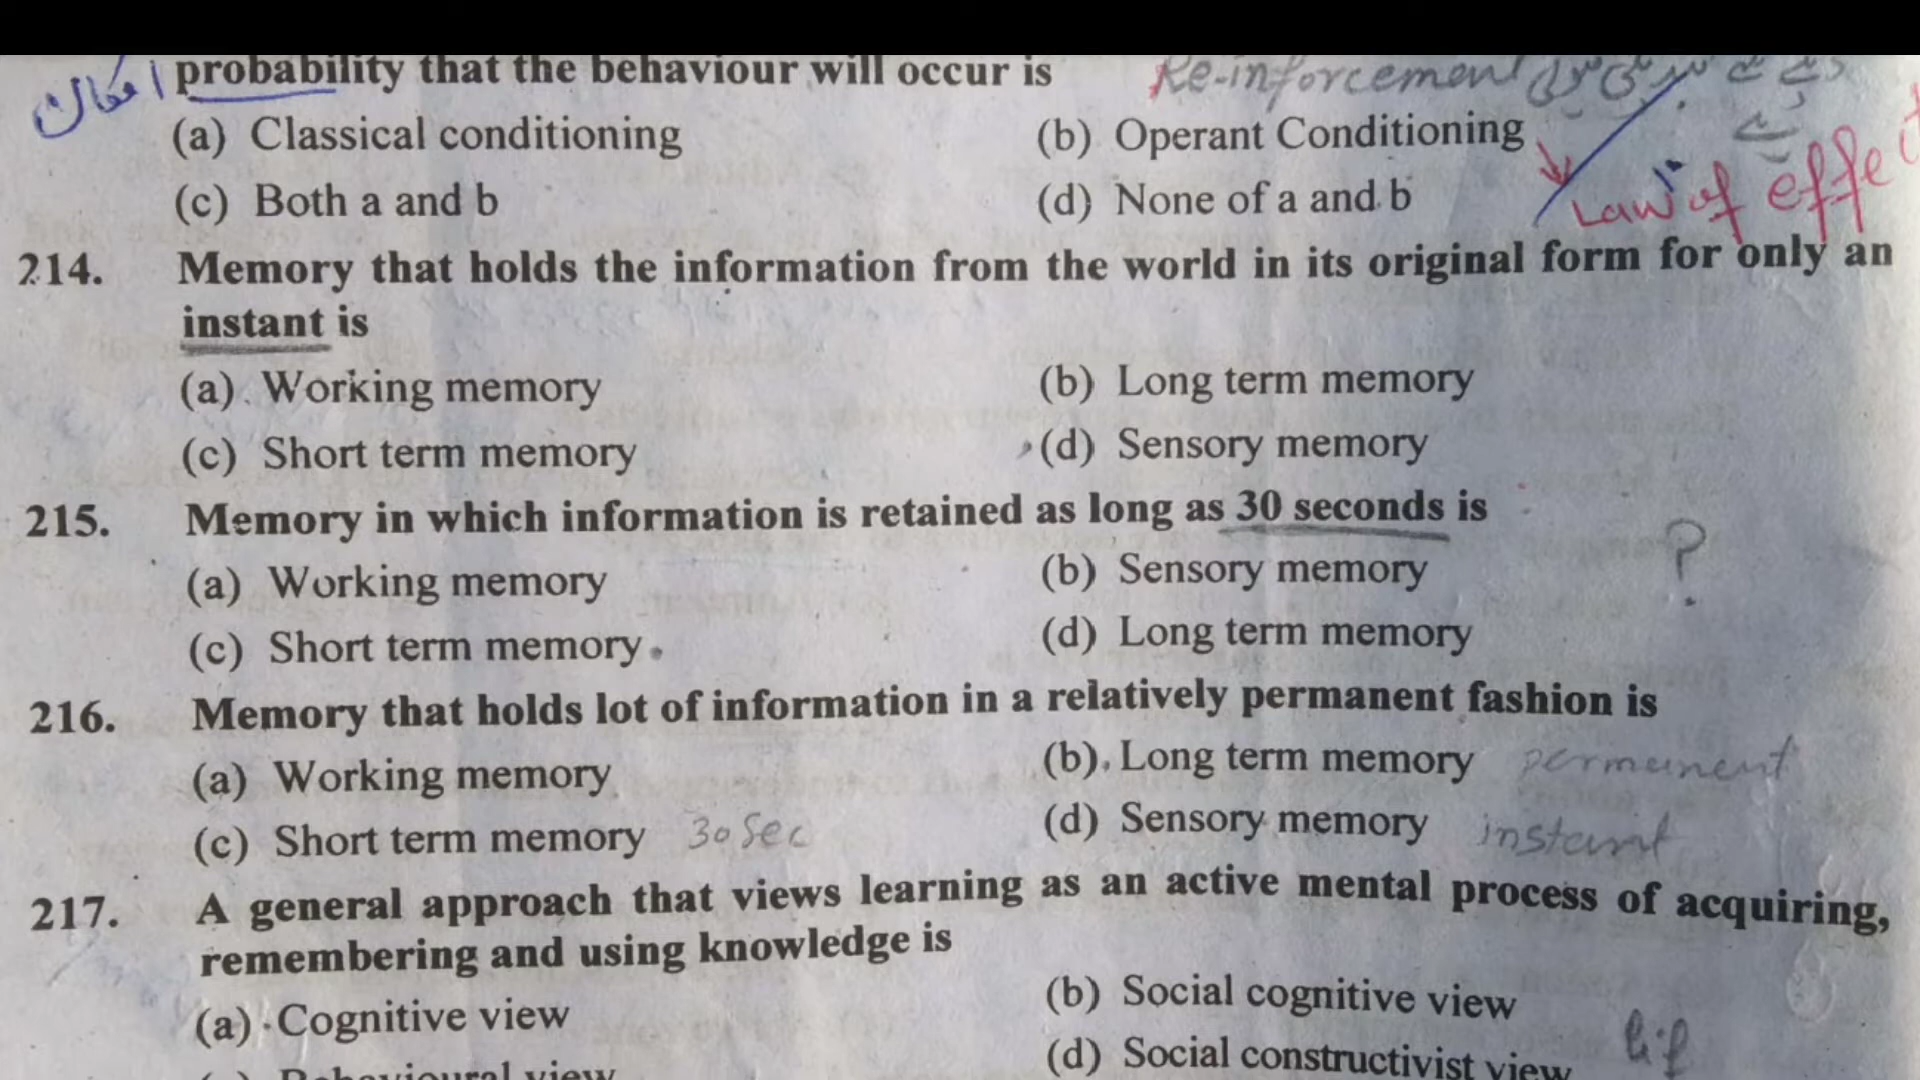 probability that the behaviour will occur is Re-inforcement
امکان
(a) Classical conditioning (b) Operant Conditioning
(c) Both a and b (d) None of a and b Law of effect
214. Memory that holds the information from the world in its original form for only an
instant is
(a) Working memory (b) Long term memory
(c) Short term memory (d) Sensory memory
215. Memory in which information is retained as long as 30 seconds is
?
(a) Working memory (b) Sensory memory
(c) Short term memory (d) Long term memory
216. Memory that holds lot of information in a relatively permanent fashion is
(a) Working memory (b) Long term memory permenent
(c) Short term memory 30 Sec (d) Sensory memory instant
217. A general approach that views learning as an active mental process of acquiring,
remembering and using knowledge is
(a) Cognitive view (b) Social cognitive view
Behavioural view (d) Social constructivist view